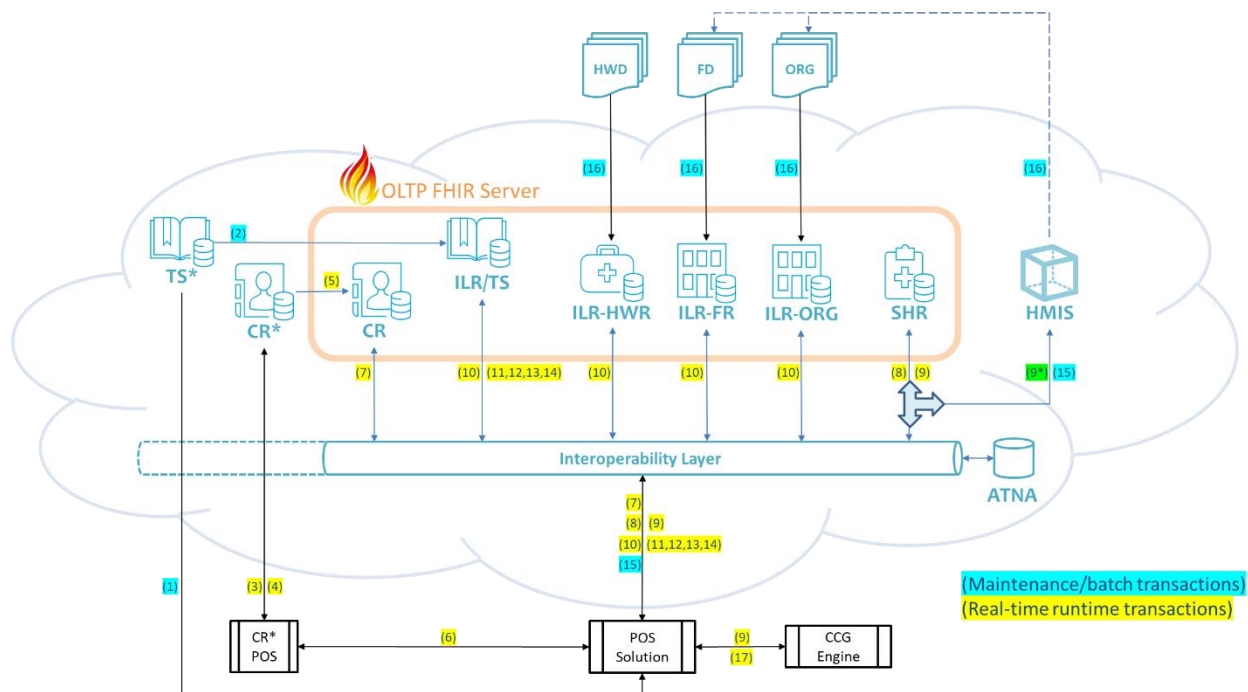 HWD
FD
ORG
(16)
(16)
(16)
(16)
OLTP FHIR Server
(2)
TS*
(5)
CR*
CR
ILR/TS
ILR-HWR
ILR-FR
ILR-ORG
SHR
HMIS
(7)
(10)
(11,12,13,14)
(10)
(10)
(10)
(8)
(9)
(9*)
(15)
Interoperability Layer
ATNA
(7)
(8)
(9)
(10)
(11,12,13,14)
(15)
(1)
(3)
(4)
(Maintenance/batch transactions)
(Real-time runtime transactions)
CR*
POS
(6)
POS
Solution
(9)
(17)
CCG
Engine